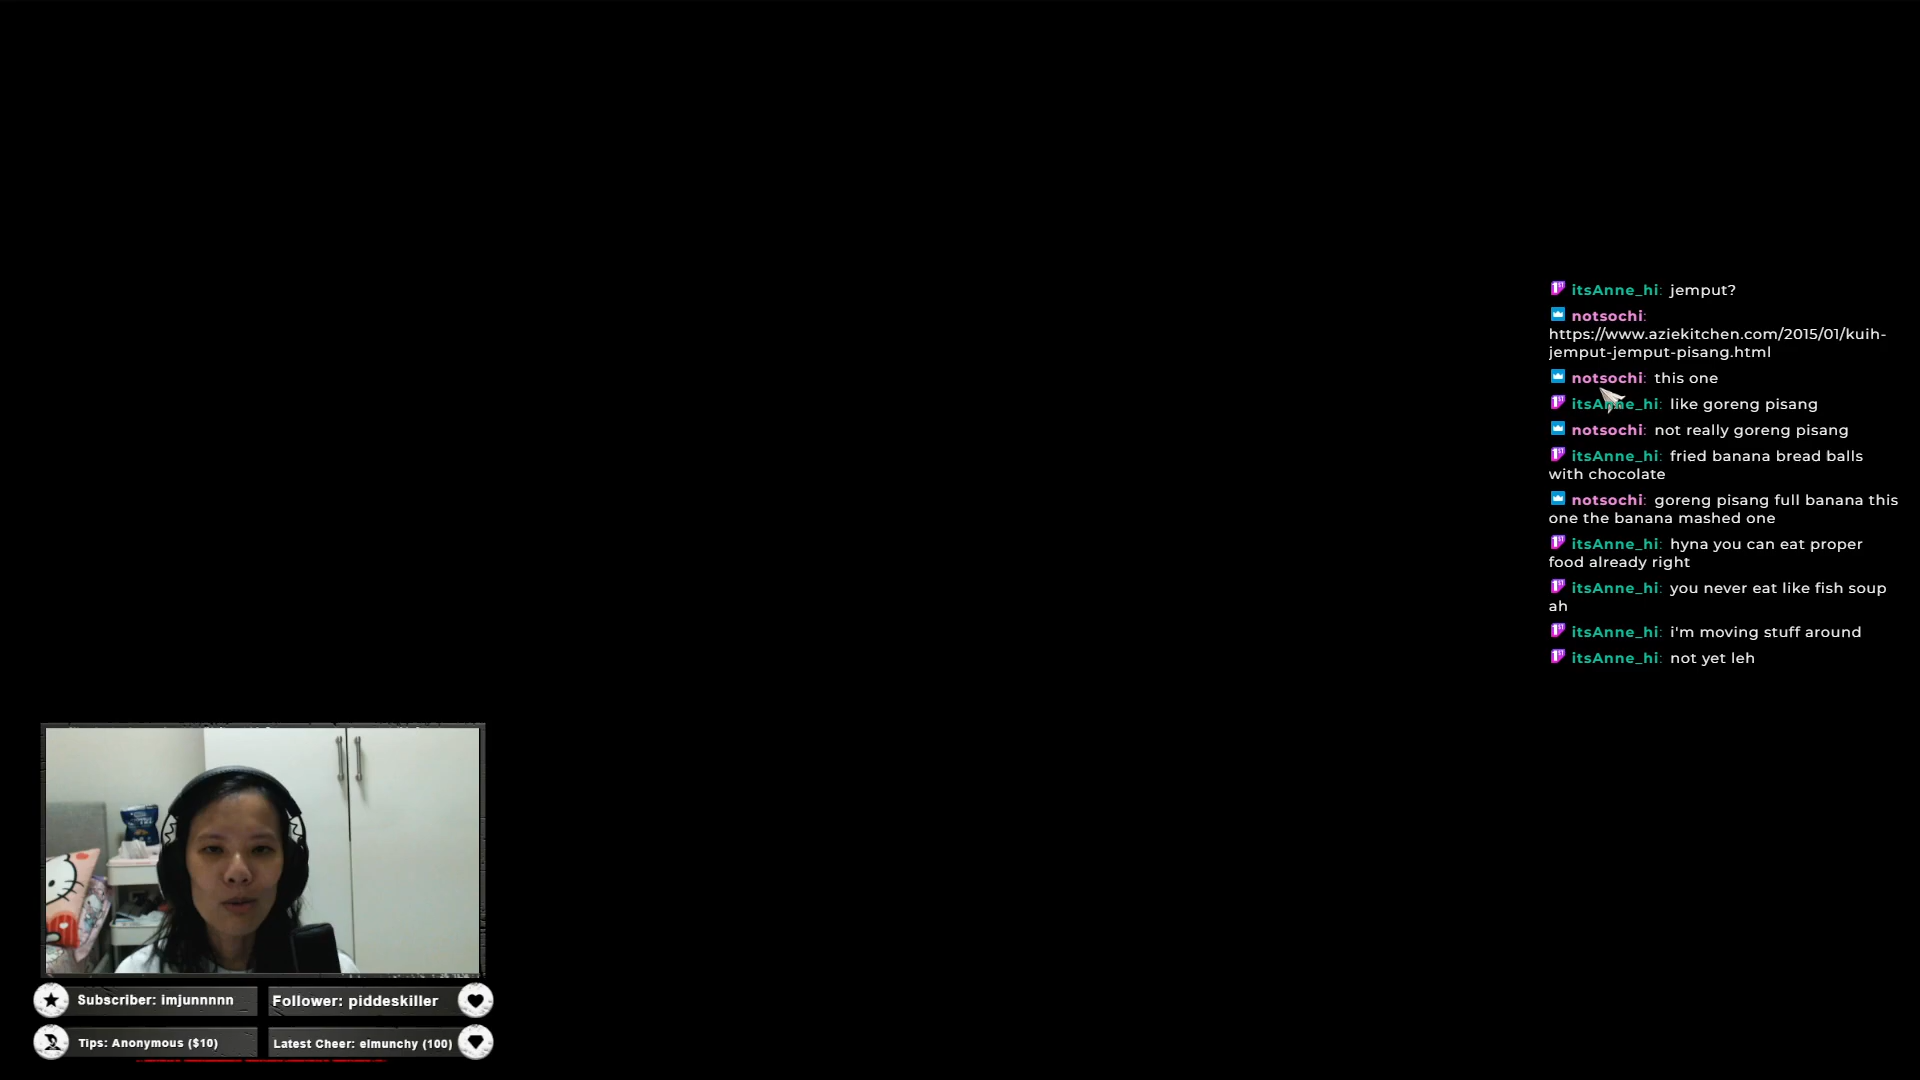 itsAnne_hi: jemput?
notsochi:
https://www.aziekitchen.com/2015/01/kuih-
jemput-jemput-pisang.html
notsochi: this one
itsAnne_hi: like goreng pisang
notsochi: not really goreng pisang
itsAnne_hi: fried banana bread balls
with chocolate
notsochi: goreng pisang full banana this
one the banana mashed one
itsAnne_hi: hyna you can eat proper
food already right
itsAnne_hi: you never eat like fish soup
ah
itsAnne_hi: i'm moving stuff around
itsAnne_hi: not yet leh
Subscriber: imjunnnnn
Follower: piddeskiller
Tips: Anonymous ($10)
Latest Cheer: elmunchy (100)